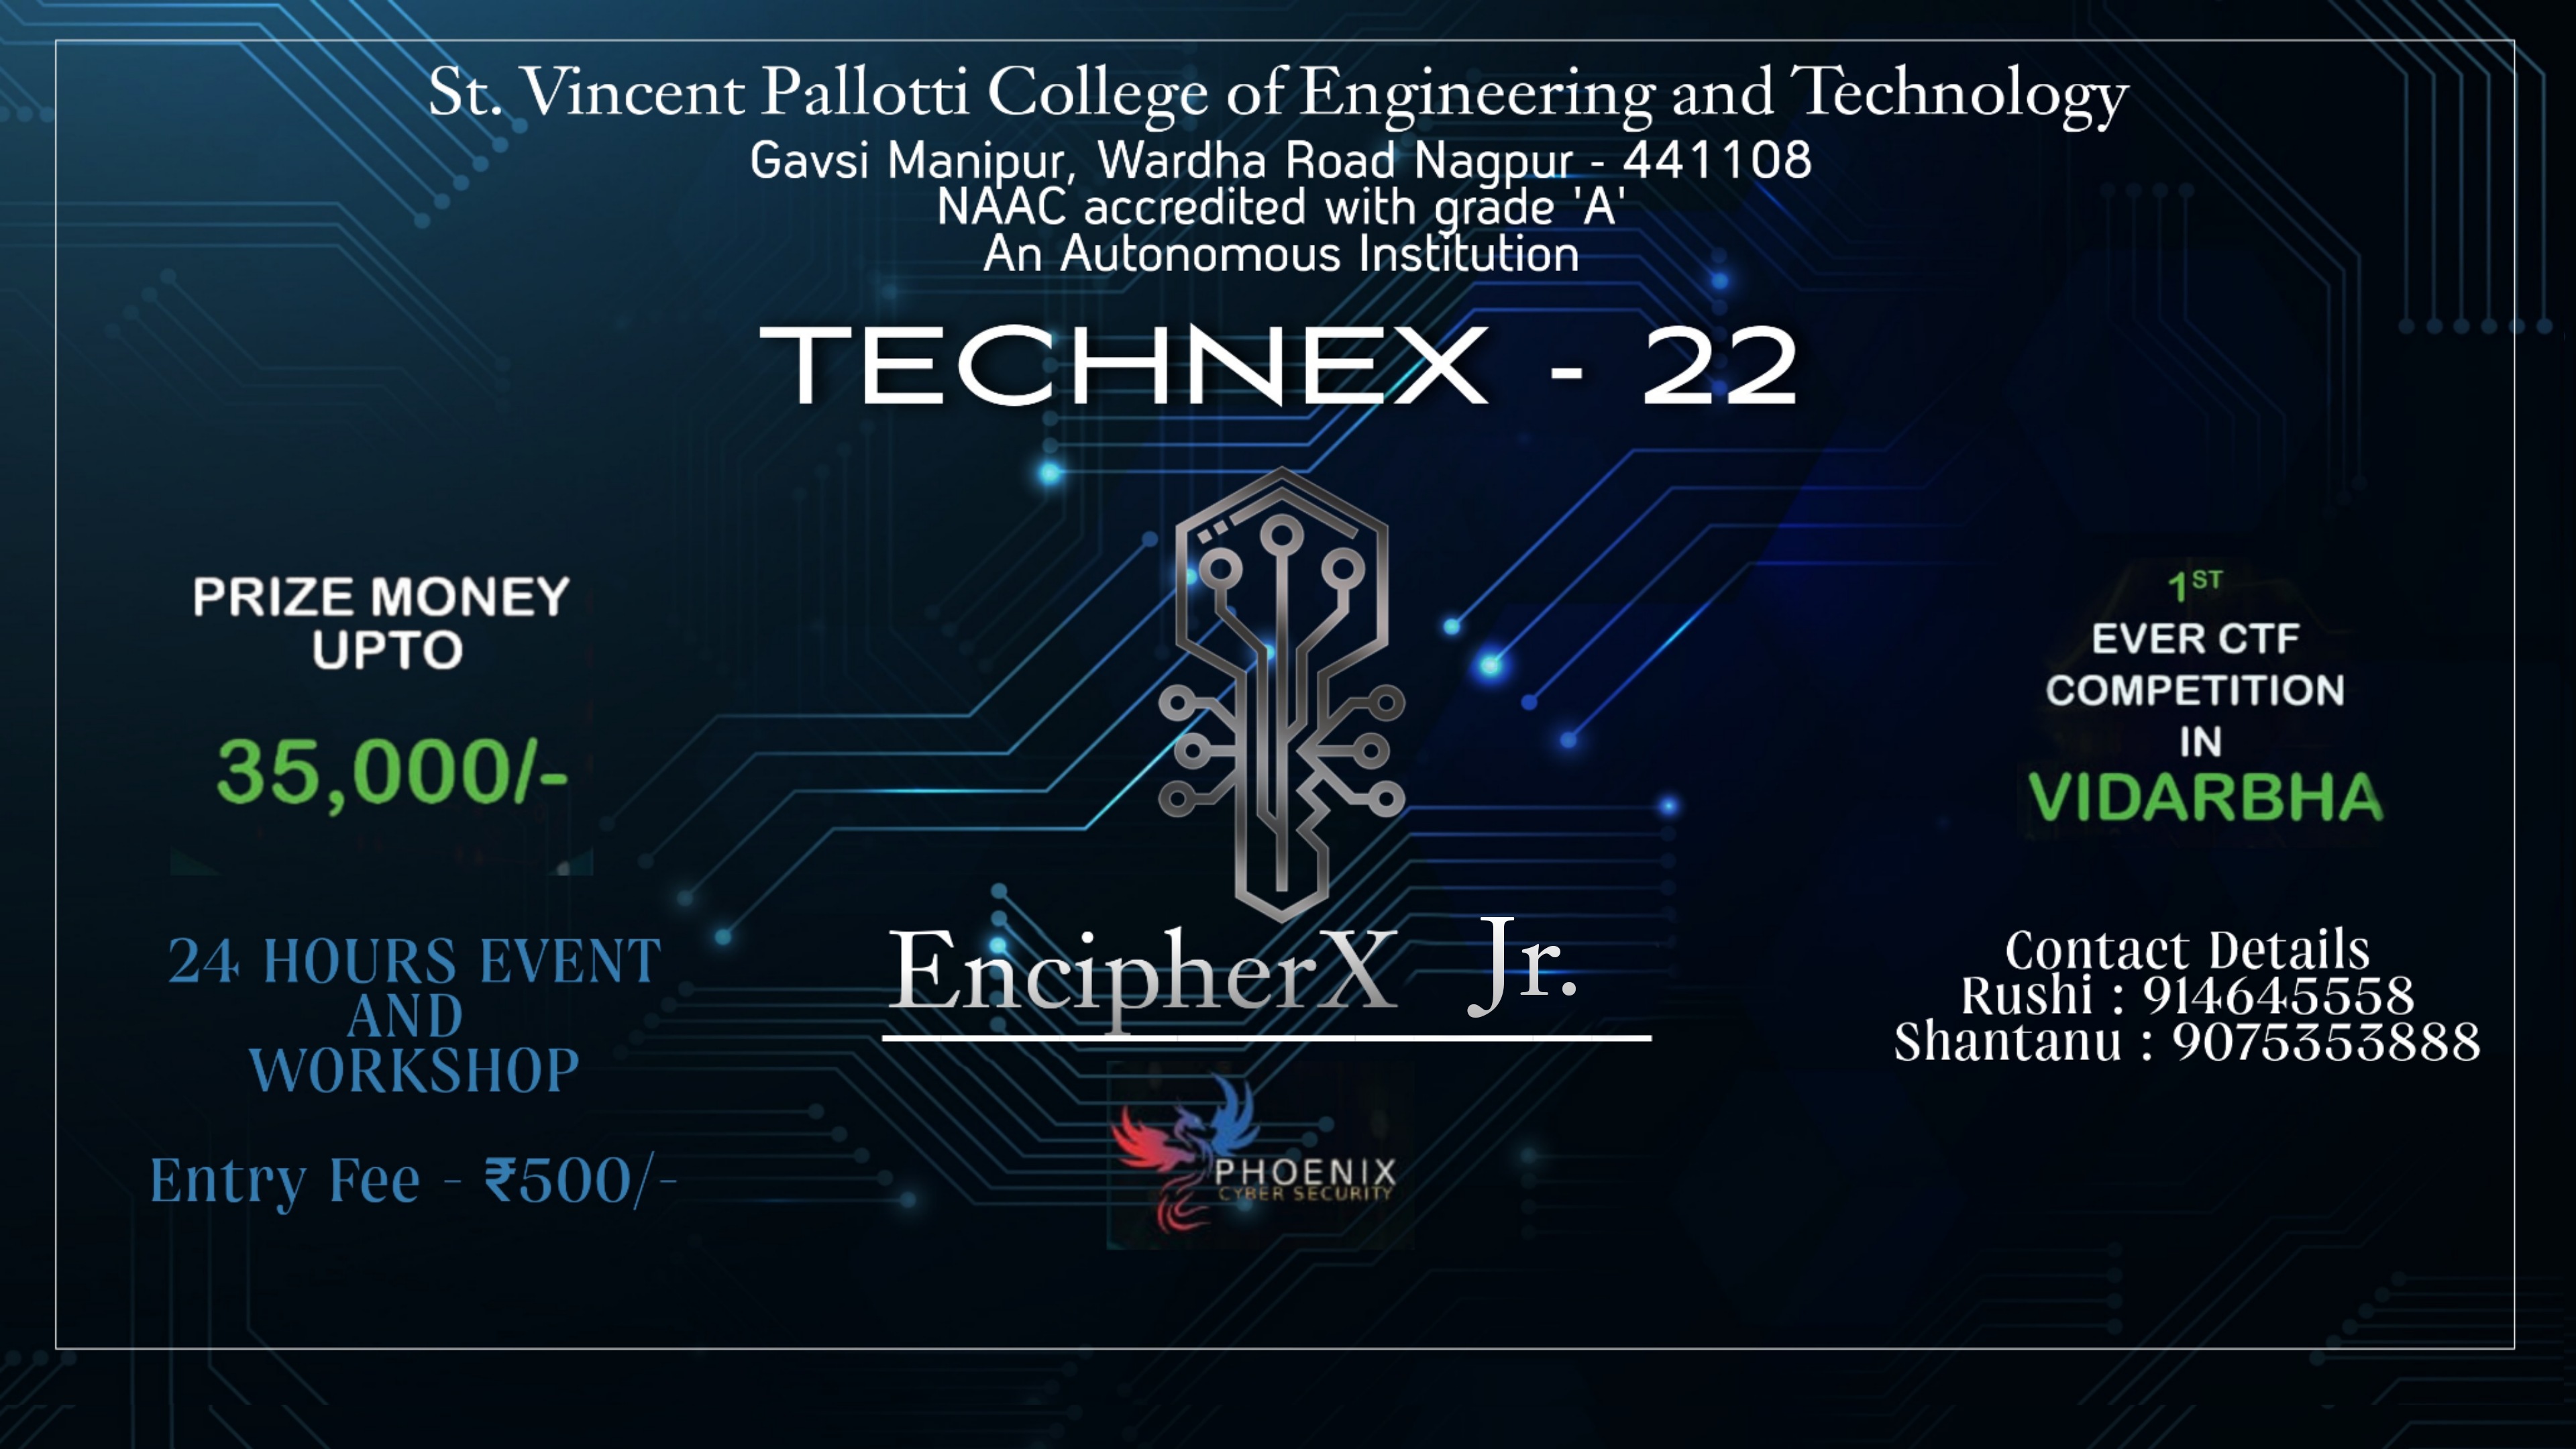 St. Vincent Pallotti College of Engineering and Technology
Gavsi Manipur, Wardha Road Nagpur - 441108
NAAC accredited with grade 'A'
An Autonomous Institution
TECHNEX - 22
PRIZE MONEY
UPTO
35,000/-
24 HOURS EVENT
AND
WORKSHOP
Entry Fee - ₹500/-
EncipherX Jr.
PHOENIX
CYBER SECURITY
1ST
EVER CTF
COMPETITION
IN
VIDARBHA
Contact Details
Rushi : 914645558
Shantanu : 9075353888